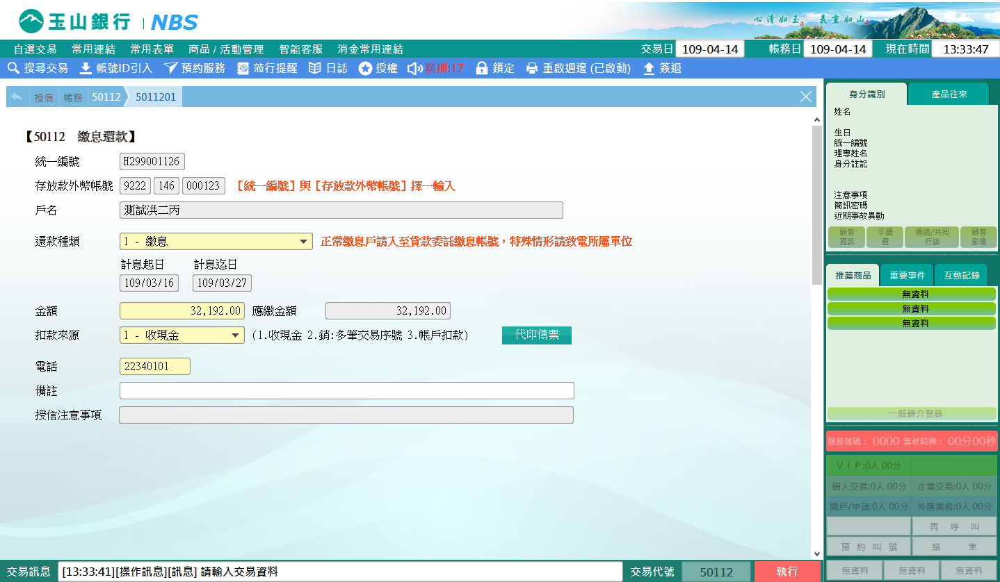 玉山銀行 | NBS
心清如玉 義重如山
自選交易 常用連結 常用表單 商品 / 活動管理 智能客服 消金常用連結 交易日 109-04-14 帳務日 109-04-14 現在時間 13:33:47
搜尋交易 帳號ID引入 預約服務 蒞行提醒 日誌 授權 廣播:17 鎖定 重啟週邊 (已啟動) 簽退
授信 帳務 50112 5011201
【50112 繳息還款】
統一編號 H299001126
存放款外幣帳號 9222 146 000123 【統一編號】與【存放款外幣帳號】擇一輸入
戶名 測試洪二丙
還款種類 1 - 繳息 正常繳息戶請入至貸款委託繳息帳號，特殊情形請致電所屬單位
計息起日 計息迄日
109/03/16 109/03/27
金額 32,192.00 應繳金額 32,192.00
扣款來源 1 - 收現金 (1.收現金 2.銷:多筆交易序號 3.帳戶扣款) 代印傳票
電話 22340101
備註
授信注意事項
交易訊息 [13:33:41][操作訊息][訊息] 請輸入交易資料 交易代號 50112 執行
身分識別 產品往來
姓名
生日
統一編號
理專姓名
身分註記
注意事項
簡訊密碼
近期事故異動
顧客資訊 手續費 通路/共同行銷 顧客影像
推薦商品 重要事件 互動記錄
無資料
無資料
無資料
一般轉介登錄
服務號碼： 0000 等候時間： 00分00秒
ＶＩＰ:0人 00分
個人交易:0人 00分 企業交易:0人 00分
開戶/申請:0人 00分 外匯業務:0人 00分
再 呼 叫
預 約 叫 號 結 束
無資料 無資料 無資料